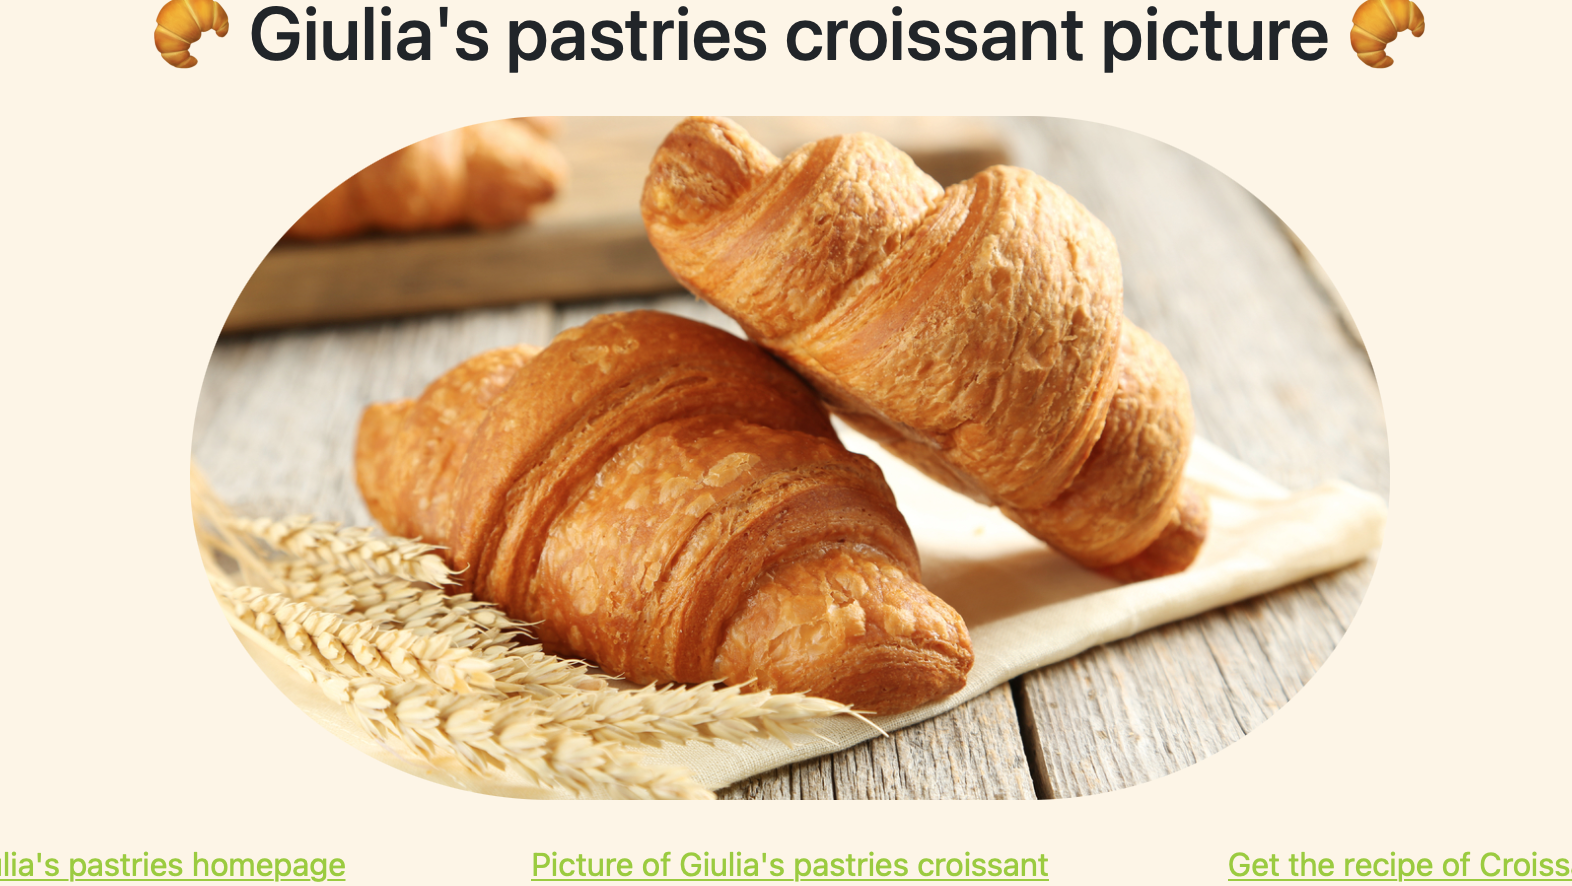 🥐 Giulia's pastries croissant picture 🥐
lia's pastries homepage
Picture of Giulia's pastries croissant
Get the recipe of Croiss